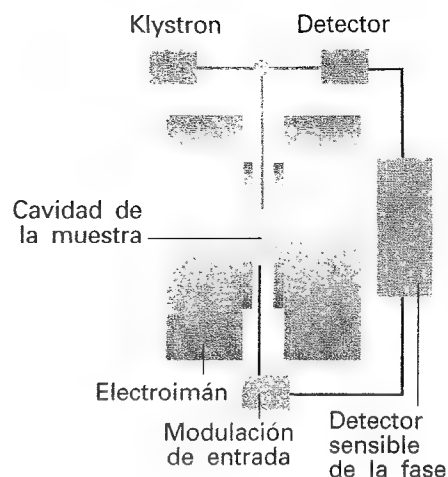 Klystron
Detector
Cavidad de
la muestra
Electroimán
Modulación
de entrada
Detector
sensible
de la fase